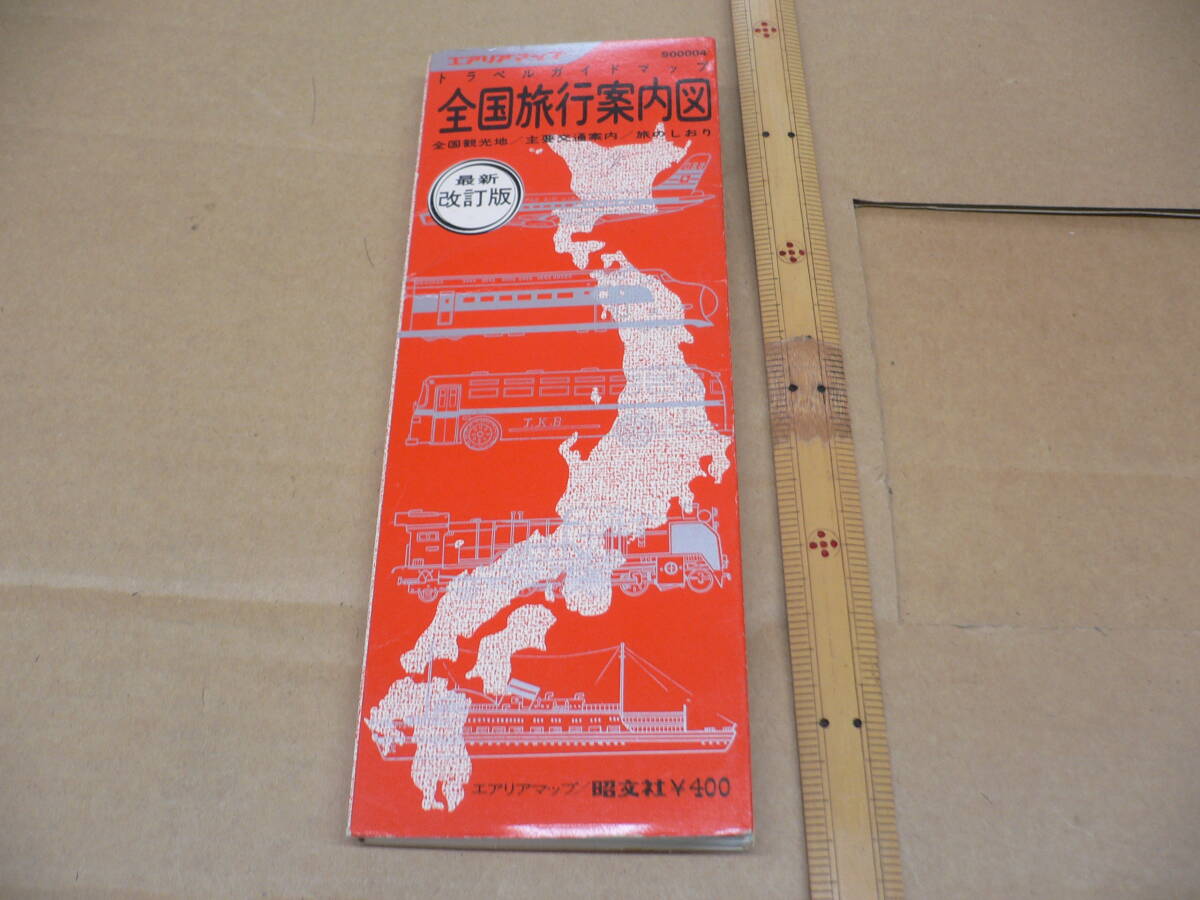 エアリアマップ
S00004
トラベルガイドマップ
全国旅行案内図
全国観光地/主要交通案内/旅のしおり
最新
改訂版
T.K.B
エアリアマップ/昭文社¥400